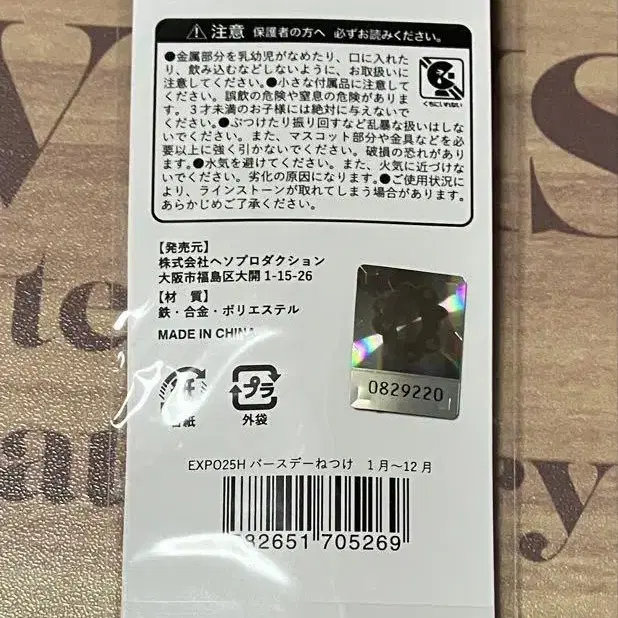 注意 保護者の方へ 必ずお読みください。
●金属部分を乳幼児がなめたり、口に入れた
り、飲み込むなどしないように、お取扱いに
注意してください。●小さな付属品に注意して
ください。誤飲の危険や窒息の危険がありま
す。3才未満のお子様には絶対に与えないで
ください。●ぶつけたり振り回すなど乱暴な扱いはしな
いでください。また、マスコット部分や金具などを必
要以上に強く引かないでください。破損の恐れがありま
す。●水気を避けてください。また、火気に近づけな
いでください。劣化の原因になります。●ご使用状況に
より、ラインストーンが取れてしまう場合があります。
あらかじめご了承ください。
くちにいれない
【発売元】
株式会社ヘソプロダクション
大阪市福島区大開1-15-26
【材 質】
鉄・合金・ポリエステル
MADE IN CHINA
プラ
外袋
0829220
EXPO25H バースデーねつけ 1月〜12月
82651 705269